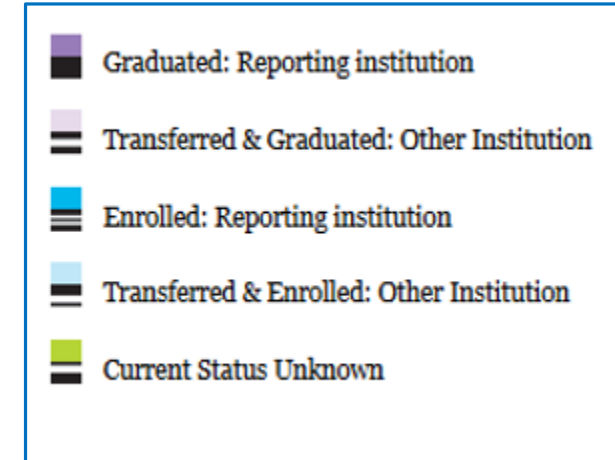 Graduated: Reporting institution
Transferred & Graduated: Other Institution
Enrolled: Reporting institution
Transferred & Enrolled: Other Institution
Current Status Unknown